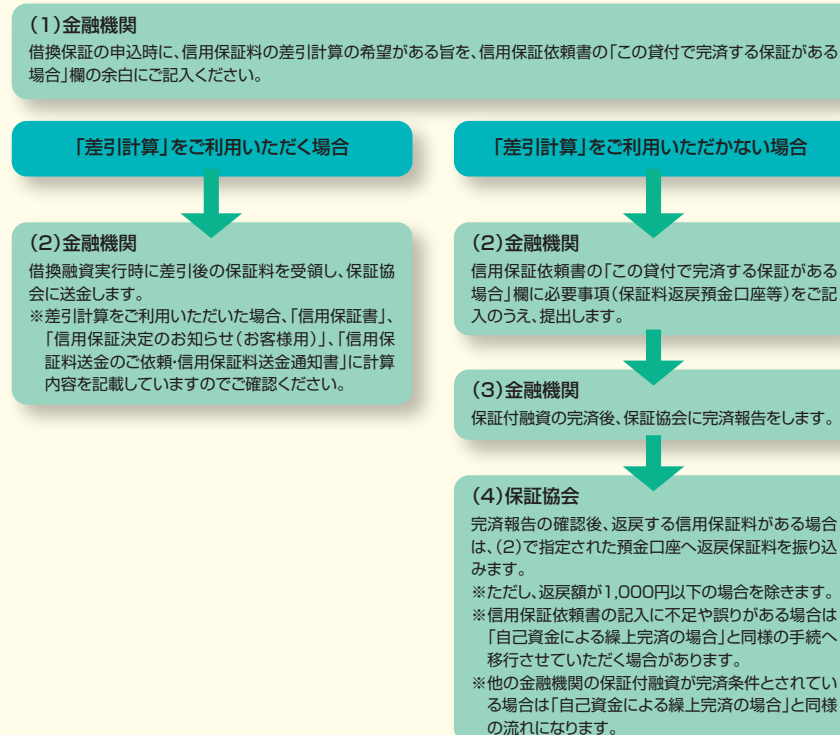 (1)金融機関
借換保証の申込時に、信用保証料の差引計算の希望がある旨を、信用保証依頼書の「この貸付で完済する保証がある
場合」欄の余白にご記入ください。
「差引計算」をご利用いただく場合
(2)金融機関
借換融資実行時に差引後の保証料を受領し、保証協
会に送金します。
※差引計算をご利用いただいた場合、「信用保証書」、
「信用保証決定のお知らせ(お客様用)」、「信用保
証料送金のご依頼・信用保証料送金通知書」に計算
内容を記載していますのでご確認ください。
「差引計算」をご利用いただかない場合
(2)金融機関
信用保証依頼書の「この貸付で完済する保証がある
場合」欄に必要事項(保証料返戻預金口座等)をご記
入のうえ、提出します。
(3)金融機関
保証付融資の完済後、保証協会に完済報告をします。
(4)保証協会
完済報告の確認後、返戻する信用保証料がある場合
は、(2)で指定された預金口座へ返戻保証料を振り込
みます。
※ただし、返戻額が1,000円以下の場合を除きます。
※信用保証依頼書の記入に不足や誤りがある場合は
「自己資金による繰上完済の場合」と同様の手続へ
移行させていただく場合があります。
※他の金融機関の保証付融資が完済条件とされてい
る場合は「自己資金による繰上完済の場合」と同様
の流れになります。